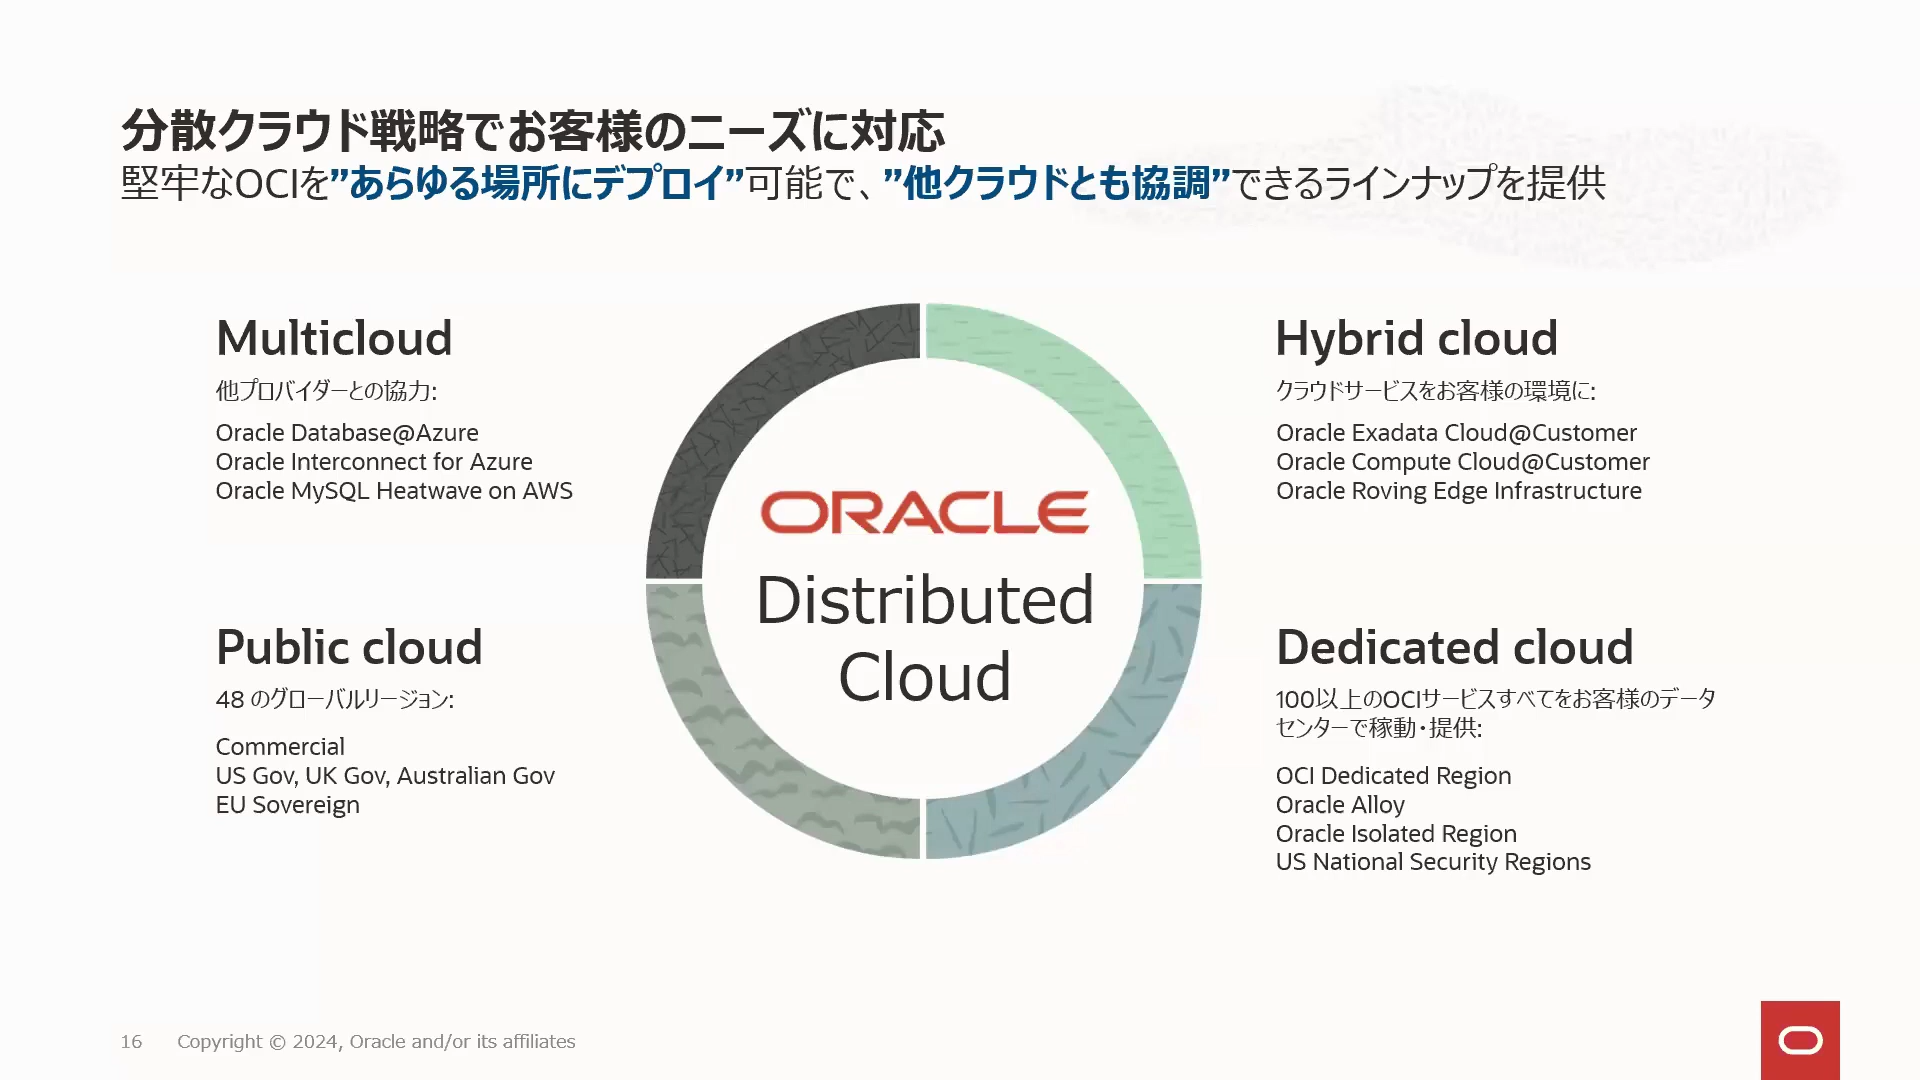 分散クラウド戦略でお客様のニーズに対応
堅牢なOCIを”あらゆる場所にデプロイ”可能で、”他クラウドとも協調”できるラインナップを提供
Multicloud
他プロバイダーとの協力:
Oracle Database@Azure
Oracle Interconnect for Azure
Oracle MySQL Heatwave on AWS
Public cloud
48 のグローバルリージョン:
Commercial
US Gov, UK Gov, Australian Gov
EU Sovereign
ORACLE
Distributed
Cloud
Hybrid cloud
クラウドサービスをお客様の環境に:
Oracle Exadata Cloud@Customer
Oracle Compute Cloud@Customer
Oracle Roving Edge Infrastructure
Dedicated cloud
100以上のOCIサービスすべてをお客様のデータ
センターで稼動・提供:
OCI Dedicated Region
Oracle Alloy
Oracle Isolated Region
US National Security Regions
16 Copyright © 2024, Oracle and/or its affiliates